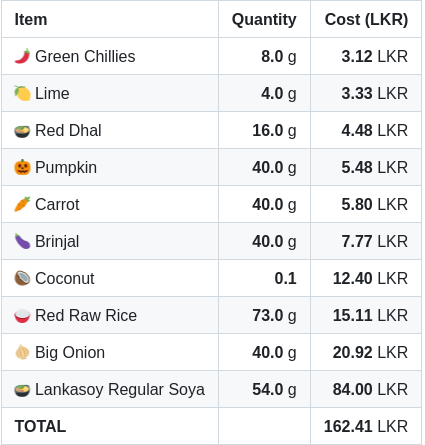 Item Quantity Cost (LKR)
Green Chillies 8.0 g 3.12 LKR
Lime 4.0 g 3.33 LKR
Red Dhal 16.0 g 4.48 LKR
Pumpkin 40.0 g 5.48 LKR
Carrot 40.0 g 5.80 LKR
Brinjal 40.0 g 7.77 LKR
Coconut 0.1 12.40 LKR
Red Raw Rice 73.0 g 15.11 LKR
Big Onion 40.0 g 20.92 LKR
Lankasoy Regular Soya 54.0 g 84.00 LKR
TOTAL 162.41 LKR